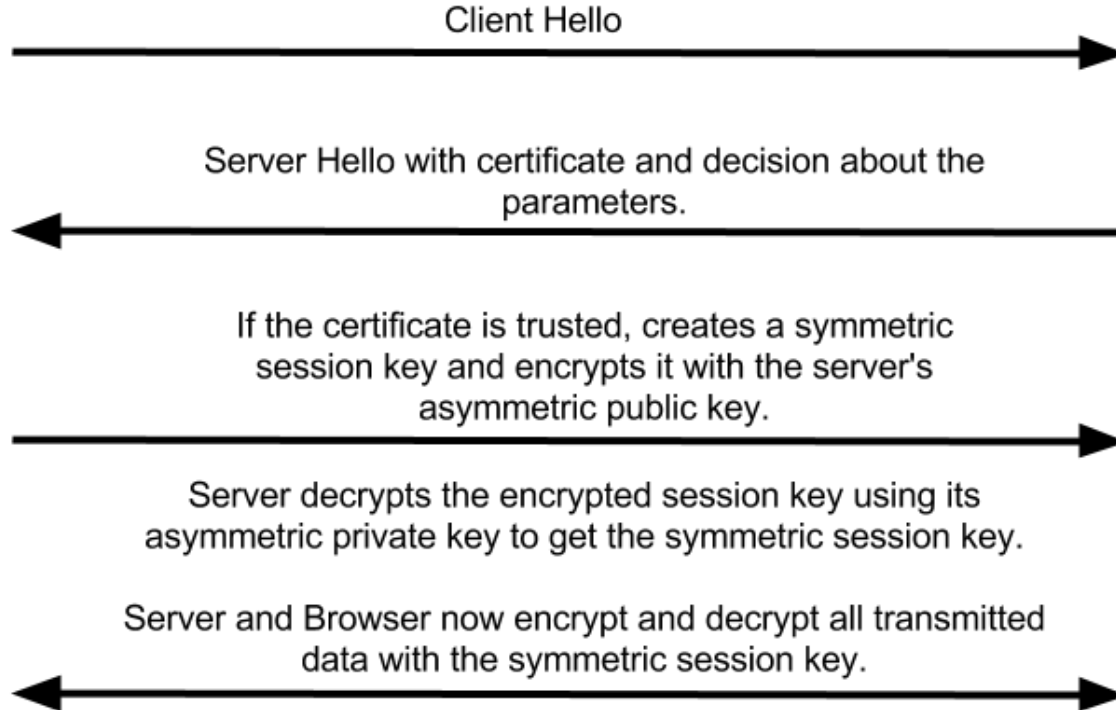 Client Hello
Server Hello with certificate and decision about the
parameters.
If the certificate is trusted, creates a symmetric
session key and encrypts it with the server's
asymmetric public key.
Server decrypts the encrypted session key using its
asymmetric private key to get the symmetric session key.
Server and Browser now encrypt and decrypt all transmitted
data with the symmetric session key.